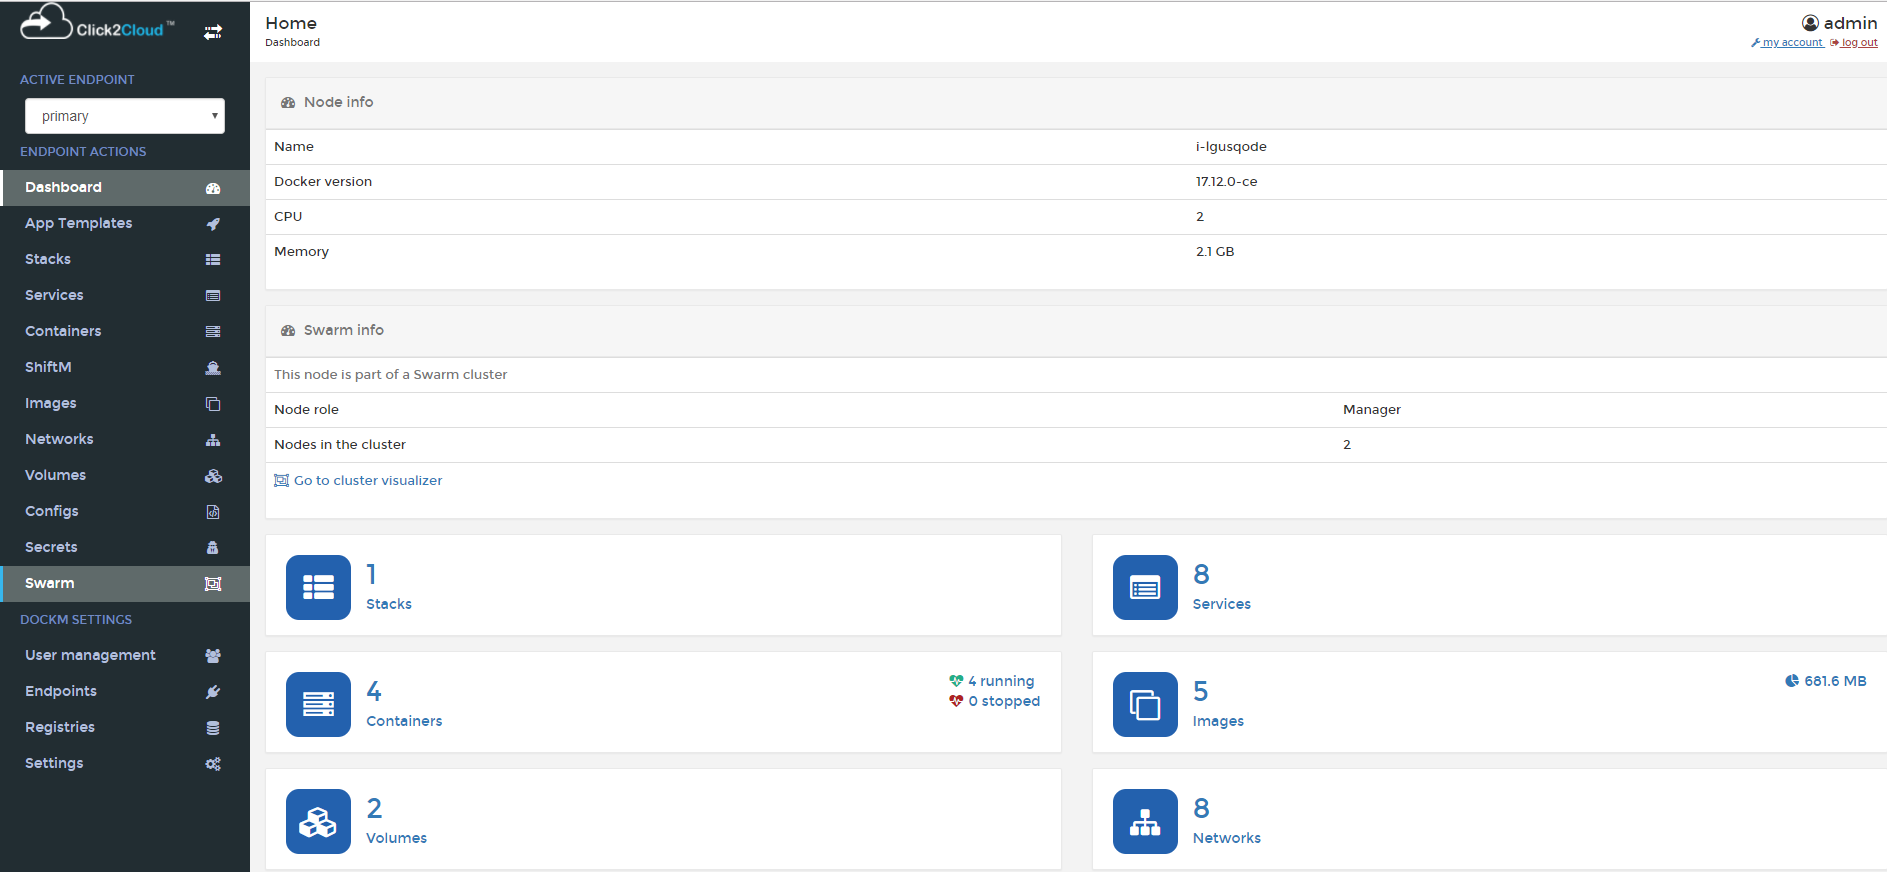 Click2Cloud™
ACTIVE ENDPOINT
primary
ENDPOINT ACTIONS
Dashboard
App Templates
Stacks
Services
Containers
ShiftM
Images
Networks
Volumes
Configs
Secrets
Swarm
DOCKM SETTINGS
User management
Endpoints
Registries
Settings
Home
Dashboard
admin
my account log out
Node info
Name i-lgusqode
Docker version 17.12.0-ce
CPU 2
Memory 2.1 GB
Swarm info
This node is part of a Swarm cluster
Node role Manager
Nodes in the cluster 2
Go to cluster visualizer
1
Stacks
8
Services
4
Containers
4 running
0 stopped
5
Images
681.6 MB
2
Volumes
8
Networks